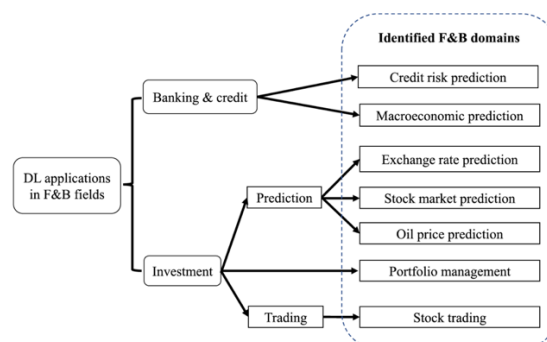 Identified F&B domains
Credit risk prediction
Banking & credit
Macroeconomic prediction
Exchange rate prediction
DL applications
in F&B fields
Prediction
Stock market prediction
Oil price prediction
Investment
Portfolio management
Trading
Stock trading